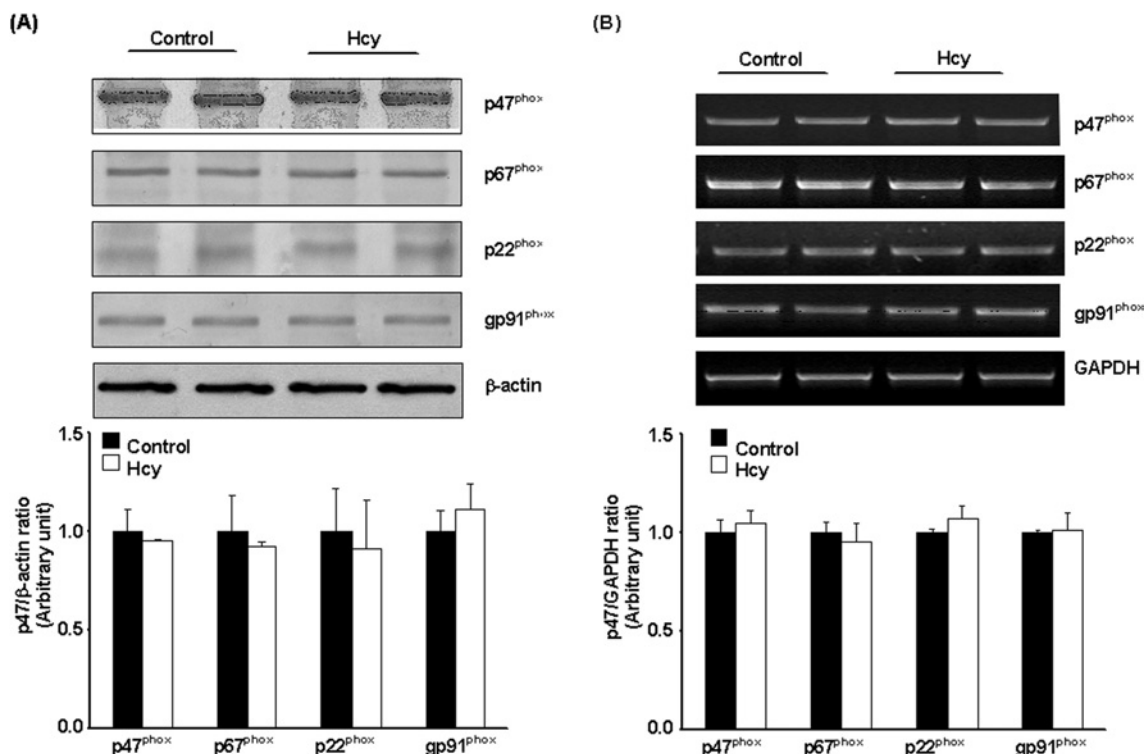 (A)
Control Hcy
p47phox
p67phox
p22phox
gp91phox
β-actin
1.5
1.0
0.5
0.0
p47/β-actin ratio
(Arbitrary unit)
Control
Hcy
p47phox p67phox p22phox gp91phox
(B)
Control Hcy
p47phox
p67phox
p22phox
gp91phox
GAPDH
1.5
1.0
0.5
0.0
p47/GAPDH ratio
(Arbitrary unit)
Control
Hcy
p47phox p67phox p22phox gp91phox